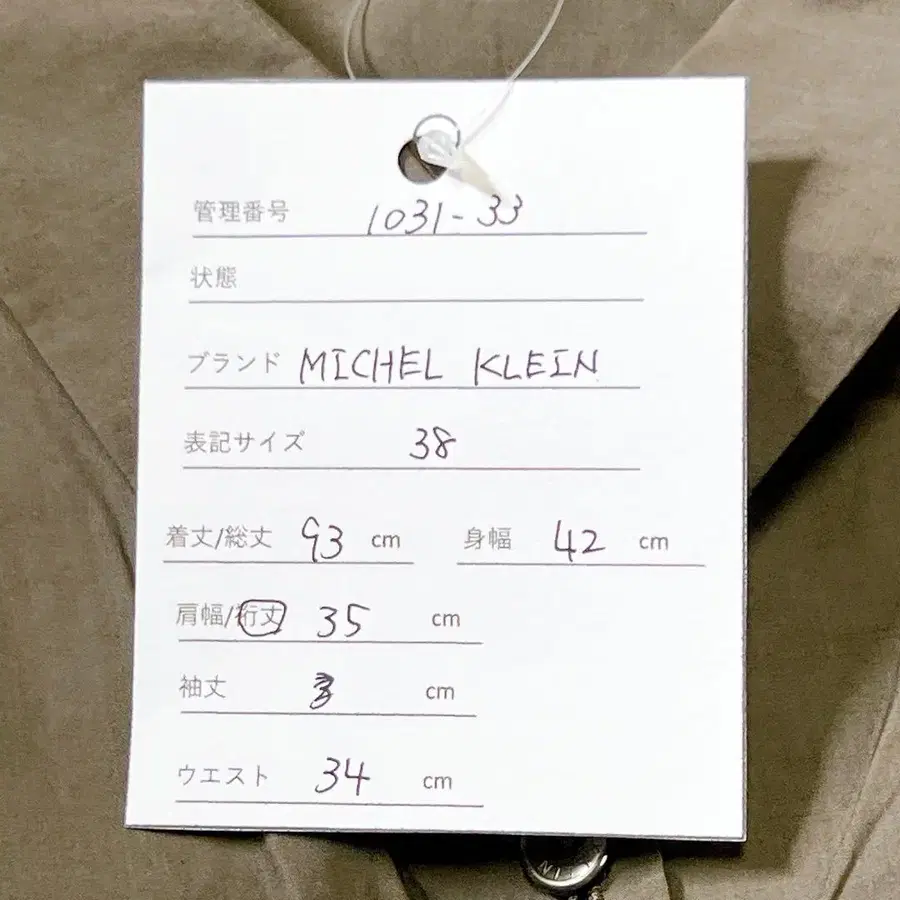 管理番号 1031-33
状態
ブランド MICHEL KLEIN
表記サイズ 38
着丈/総丈 93 cm 身幅 42 cm
肩幅/裄丈 35 cm
袖丈 cm
ウエスト 34 cm